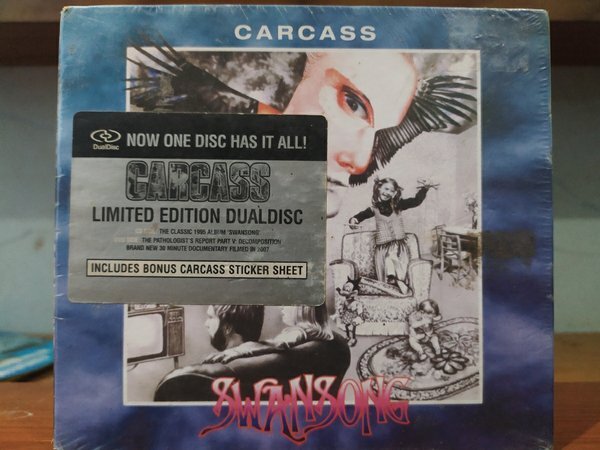 CARCASS
DualDisc
NOW ONE DISC HAS IT ALL!
CARCASS
LIMITED EDITION DUALDISC
THE CLASSIC 1995 ALBUM 'SWANSONG'
THE PATHOLOGIST'S REPORT PART V: DECOMPOSITION
BRAND NEW 30 MINUTE DOCUMENTARY FILMED IN 2007
INCLUDES BONUS CARCASS STICKER SHEET
SWANSONG